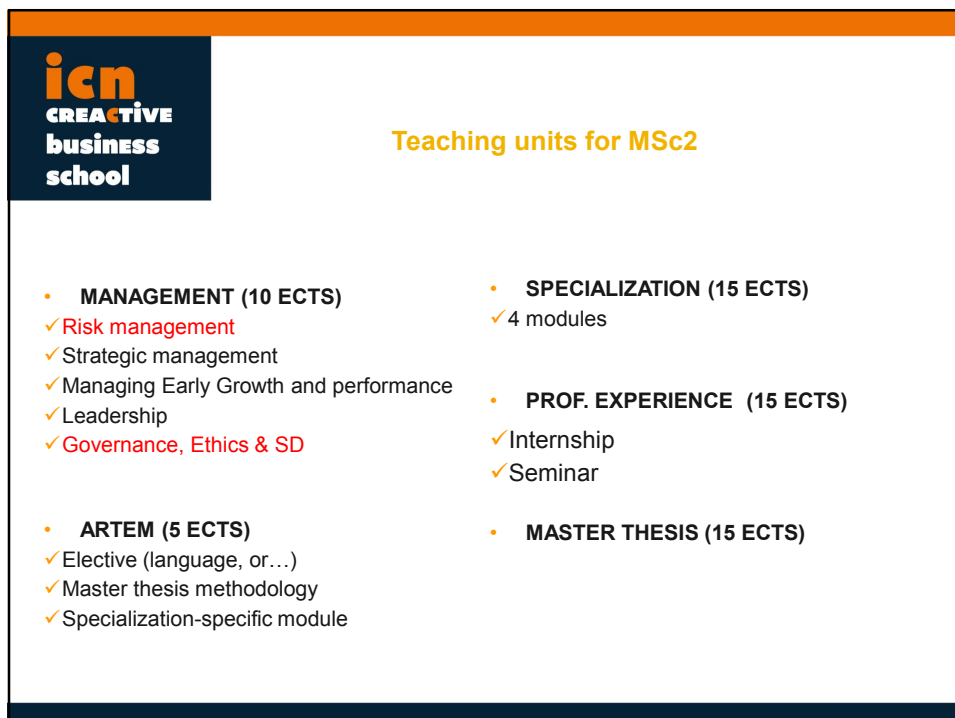 icn
CREACTIVE
business
school
Teaching units for MSc2
• MANAGEMENT (10 ECTS)
✓Risk management
✓Strategic management
✓Managing Early Growth and performance
✓Leadership
✓Governance, Ethics & SD
• ARTEM (5 ECTS)
✓Elective (language, or…)
✓Master thesis methodology
✓Specialization-specific module
• SPECIALIZATION (15 ECTS)
✓4 modules
• PROF. EXPERIENCE (15 ECTS)
✓Internship
✓Seminar
• MASTER THESIS (15 ECTS)